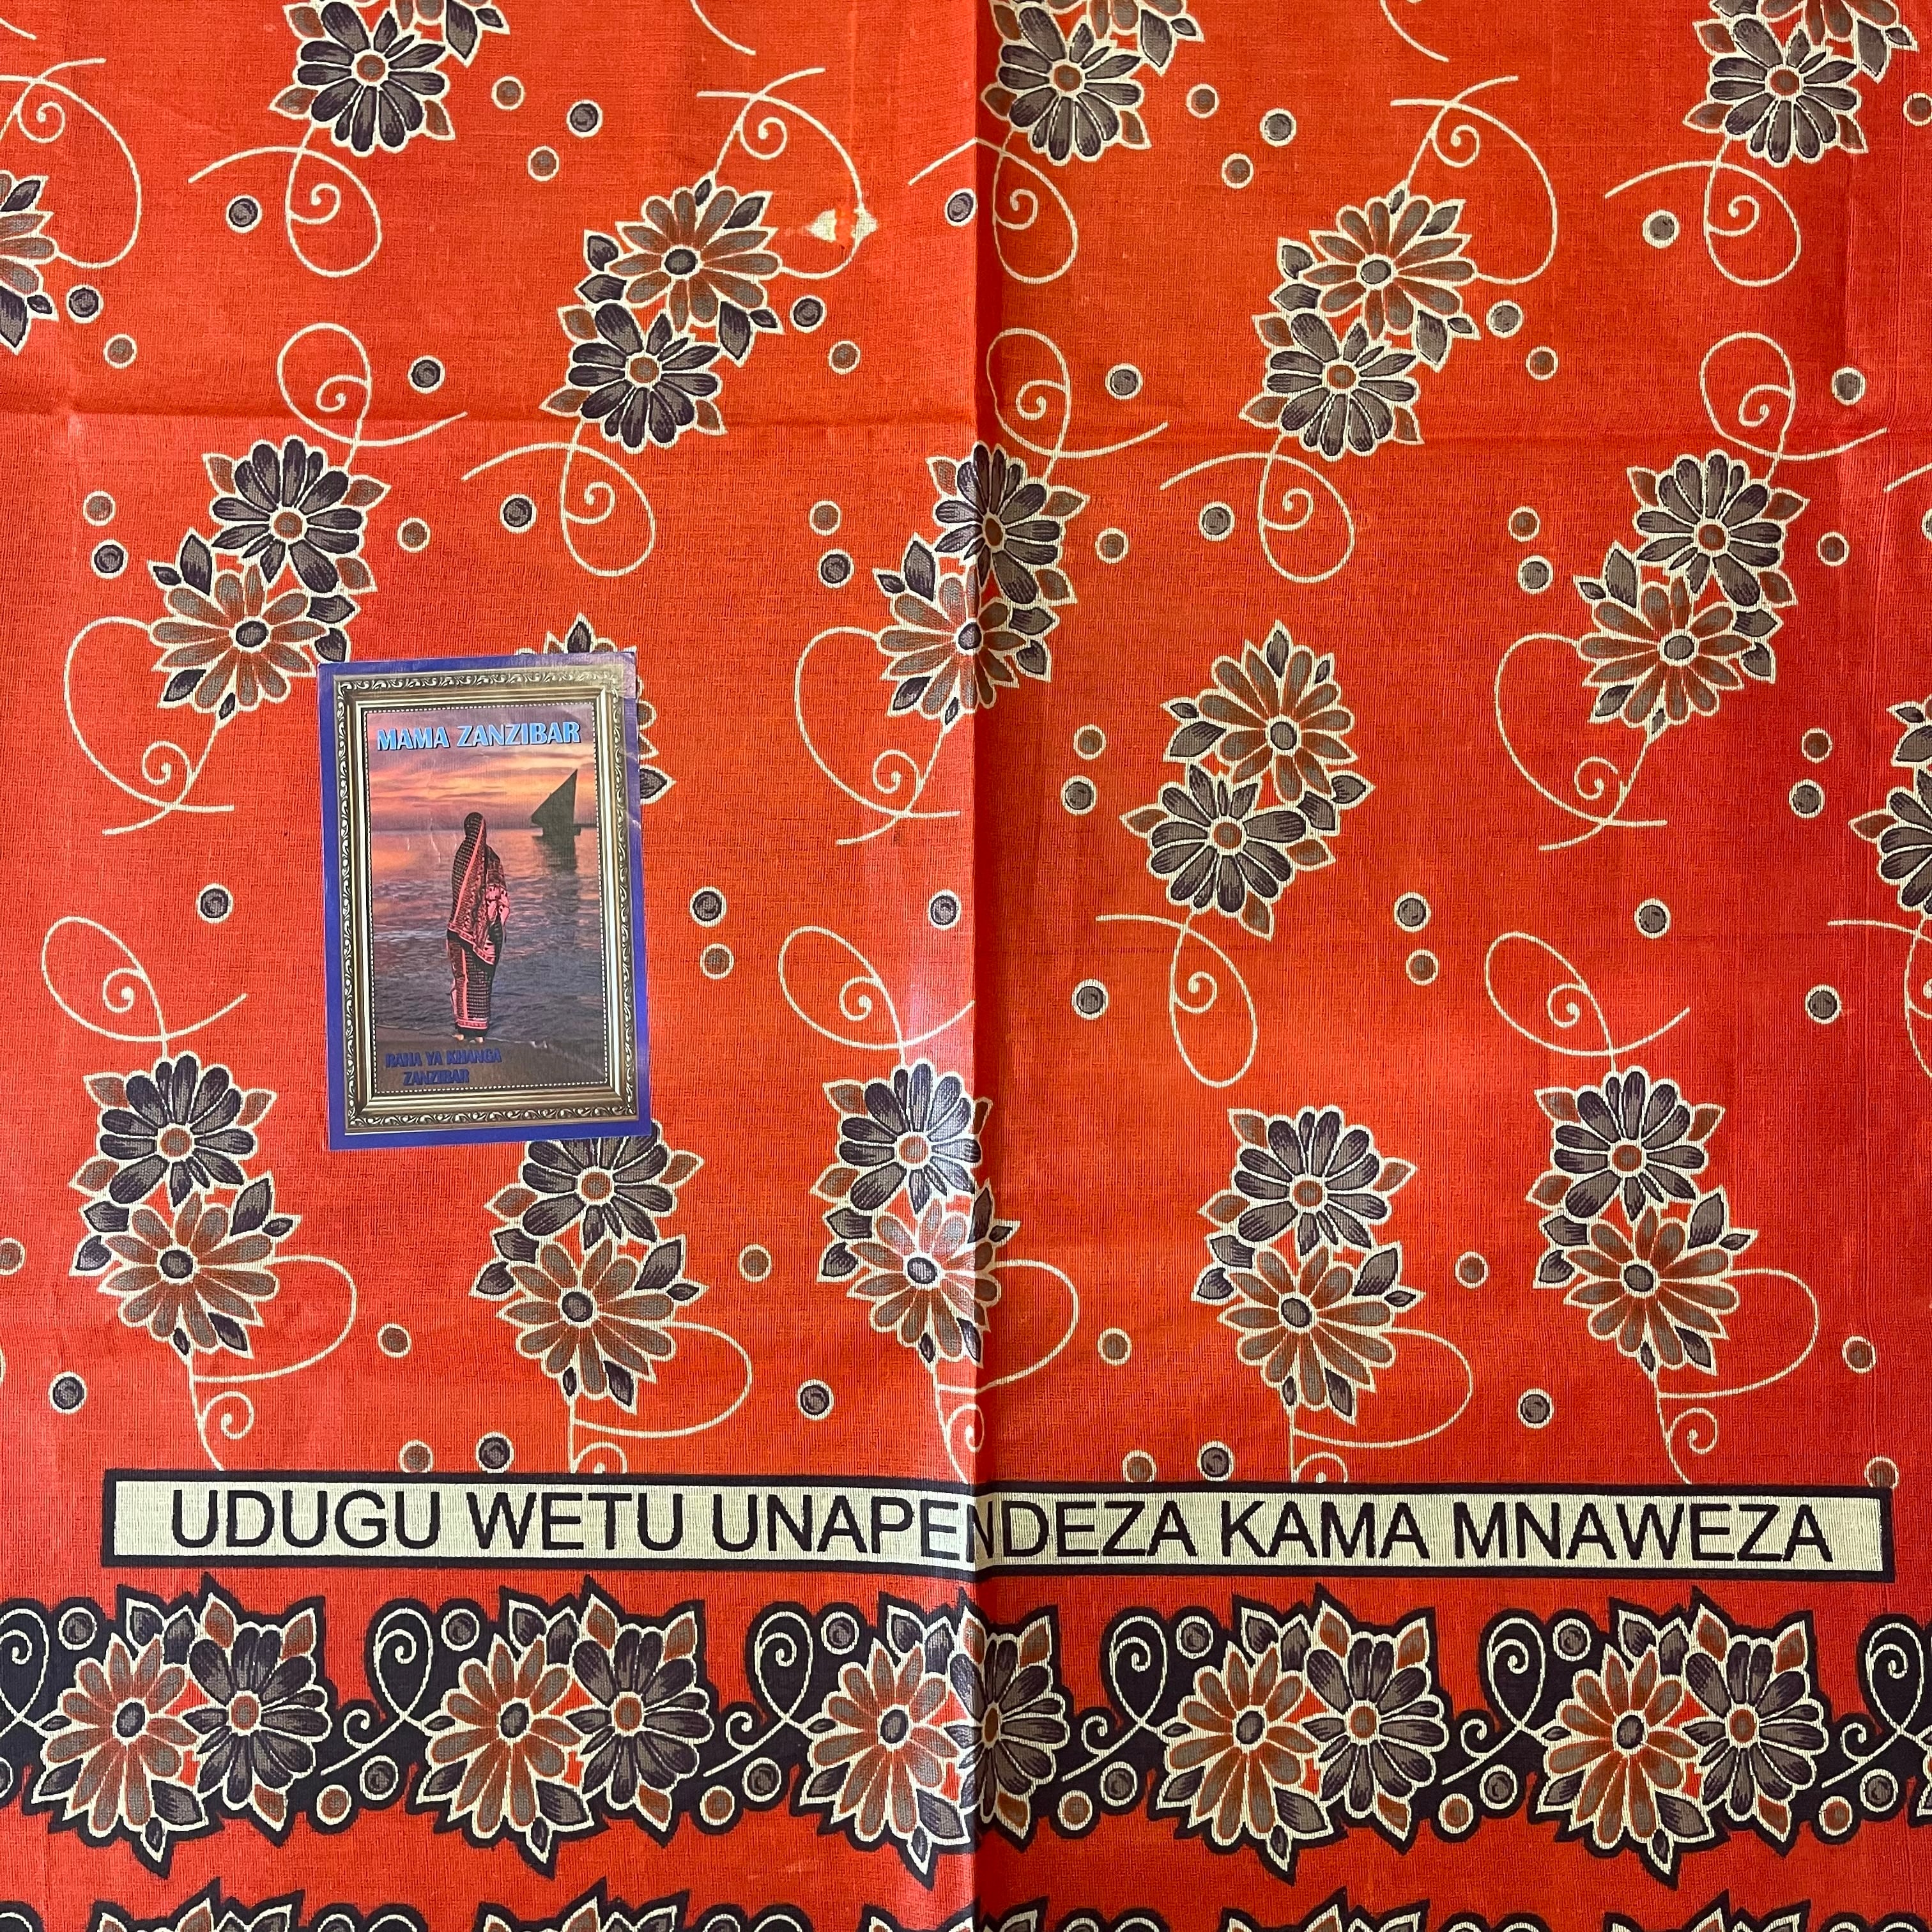 MAMA ZANZIBAR
RAHA YA KHANGA
ZANZIBAR
UDUGU WETU UNAPENDEZA KAMA MNAWEZA